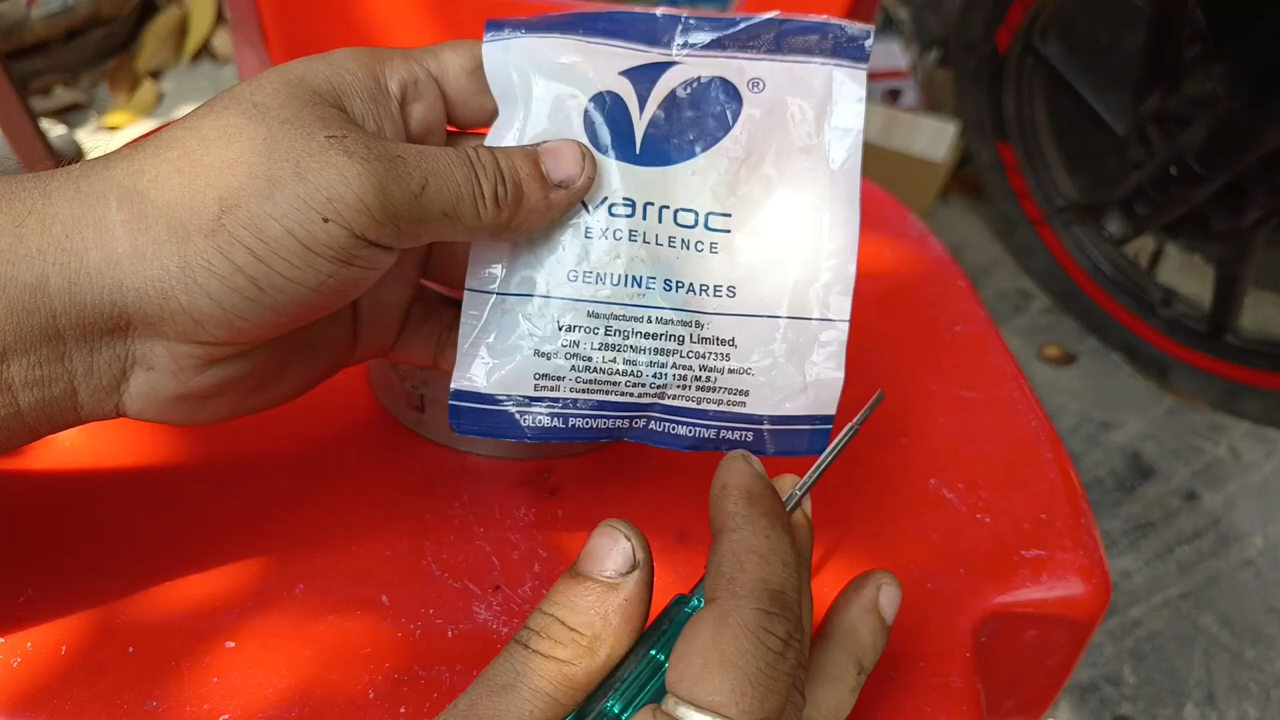 ®
varroc
EXCELLENCE
GENUINE SPARES
Manufactured & Marketed By :
Varroc Engineering Limited,
CIN : L28920MH1988PLC047335
Regd. Office : L-4, Industrial Area, Waluj MIDC,
AURANGABAD - 431 136 (M.S.)
Officer - Customer Care Cell : +91 9699770266
Email : customercare.amd@varrocgroup.com
GLOBAL PROVIDERS OF AUTOMOTIVE PARTS